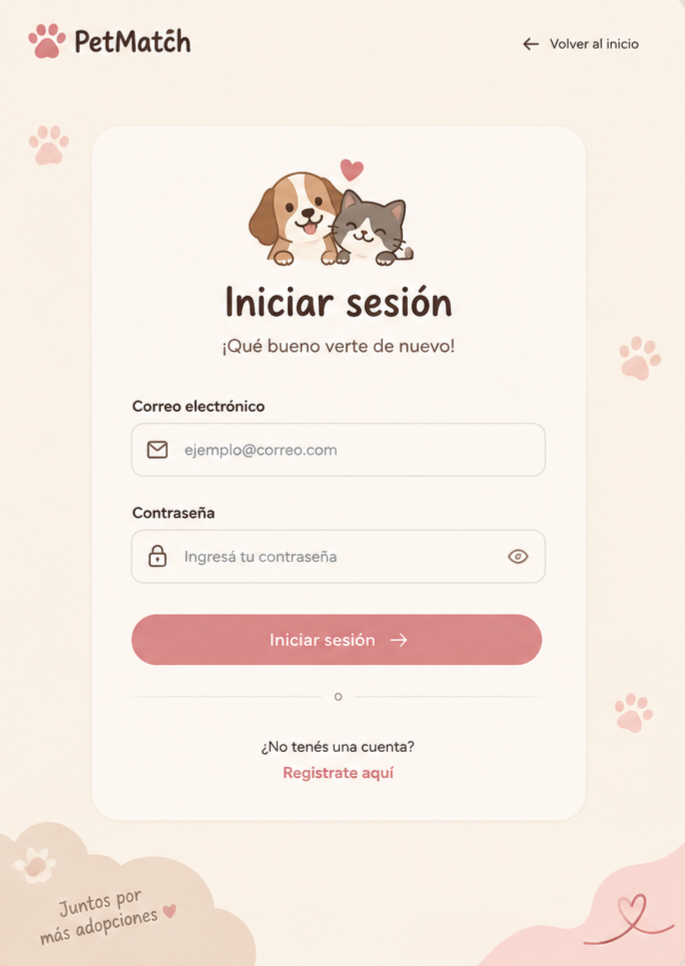 PetMatcĥ
Volver al inicio
Iniciar sesión
¡Qué bueno verte de nuevo!
Correo electrónico
ejemplo@correo.com
Contraseña
Ingresá tu contraseña
Iniciar sesión
o
¿No tenés una cuenta?
Registrate aquí
Juntos por
más adopciones